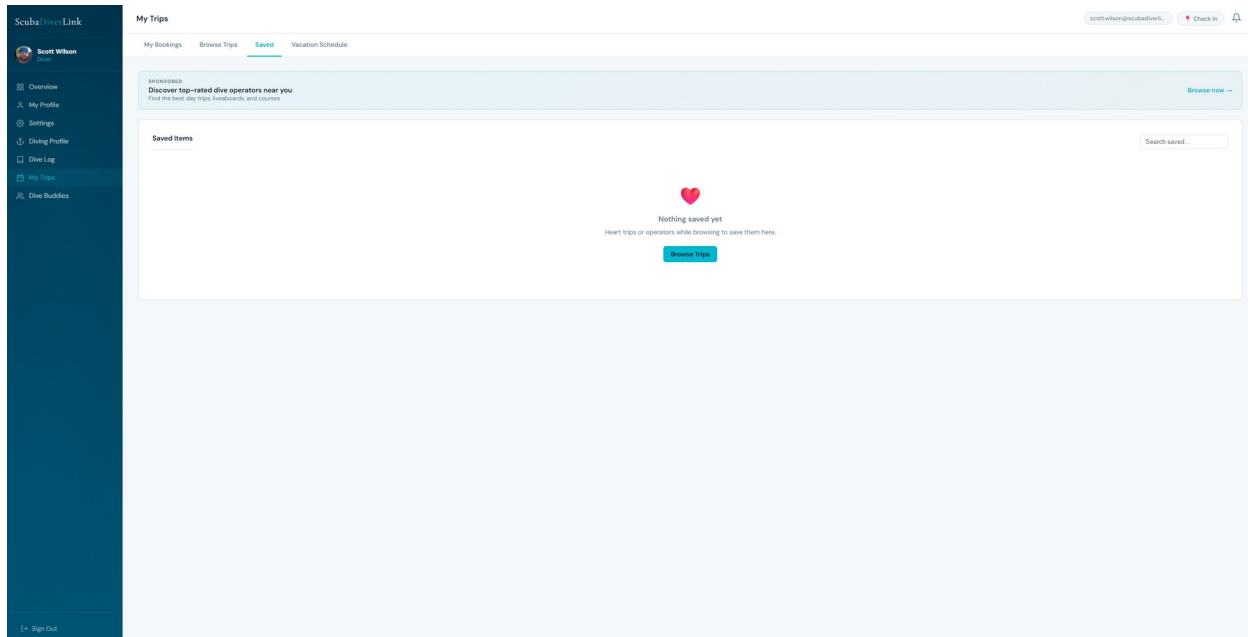 ScubaDiverLink
My Trips
scott.wilson@scubadiverli...
Check In
Scott Wilson
Diver
Overview
My Profile
Settings
Diving Profile
Dive Log
My Trips
Dive Buddies
Sign Out
My Bookings
Browse Trips
Saved
Vacation Schedule
SPONSORED
Discover top-rated dive operators near you
Find the best day trips, liveaboards, and courses
Browse now →
Saved Items
Search saved...
Nothing saved yet
Heart trips or operators while browsing to save them here.
Browse Trips